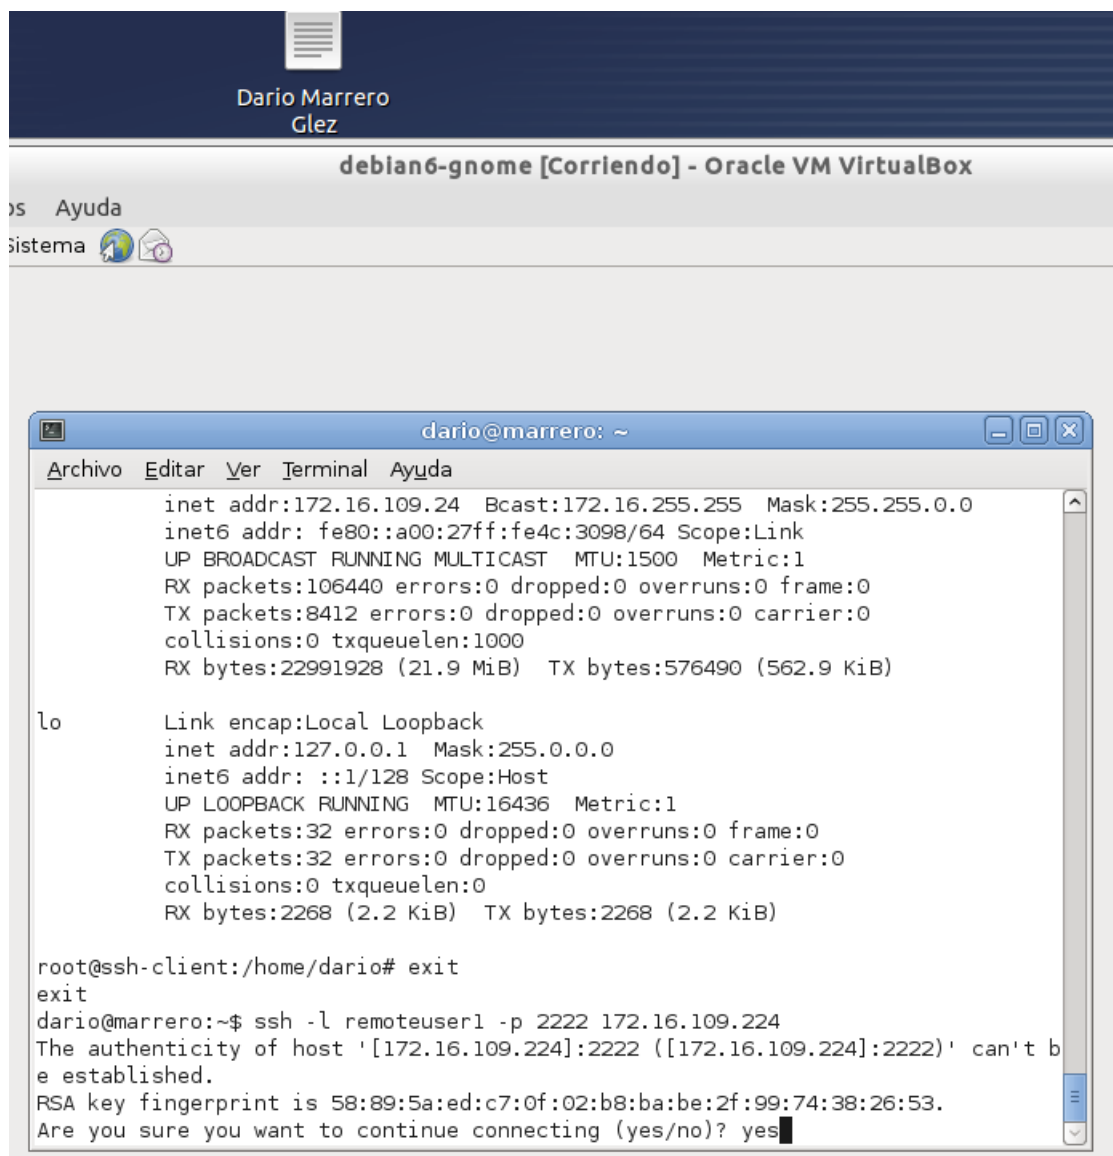 Dario Marrero
Glez
debian6-gnome [Corriendo] - Oracle VM VirtualBox
os Ayuda
Sistema
dario@marrero: ~
Archivo Editar Ver Terminal Ayuda
inet addr:172.16.109.24 Bcast:172.16.255.255 Mask:255.255.0.0
inet6 addr: fe80::a00:27ff:fe4c:3098/64 Scope:Link
UP BROADCAST RUNNING MULTICAST MTU:1500 Metric:1
RX packets:106440 errors:0 dropped:0 overruns:0 frame:0
TX packets:8412 errors:0 dropped:0 overruns:0 carrier:0
collisions:0 txqueuelen:1000
RX bytes:22991928 (21.9 MiB) TX bytes:576490 (562.9 KiB)
lo Link encap:Local Loopback
inet addr:127.0.0.1 Mask:255.0.0.0
inet6 addr: ::1/128 Scope:Host
UP LOOPBACK RUNNING MTU:16436 Metric:1
RX packets:32 errors:0 dropped:0 overruns:0 frame:0
TX packets:32 errors:0 dropped:0 overruns:0 carrier:0
collisions:0 txqueuelen:0
RX bytes:2268 (2.2 KiB) TX bytes:2268 (2.2 KiB)
root@ssh-client:/home/dario# exit
exit
dario@marrero:~$ ssh -l remoteuser1 -p 2222 172.16.109.224
The authenticity of host '[172.16.109.224]:2222 ([172.16.109.224]:2222)' can't b
e established.
RSA key fingerprint is 58:89:5a:ed:c7:0f:02:b8:ba:be:2f:99:74:38:26:53.
Are you sure you want to continue connecting (yes/no)? yes